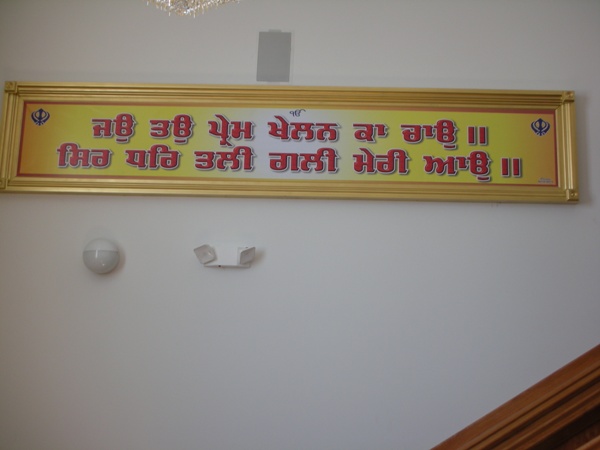 ੴ
ਜਉ ਤਉ ਪ੍ਰੇਮ ਖੇਲਨ ਕਾ ਚਾਉ ॥
ਸਿਰ ਧਰਿ ਤਲੀ ਗਲੀ ਮੇਰੀ ਆਉ ॥